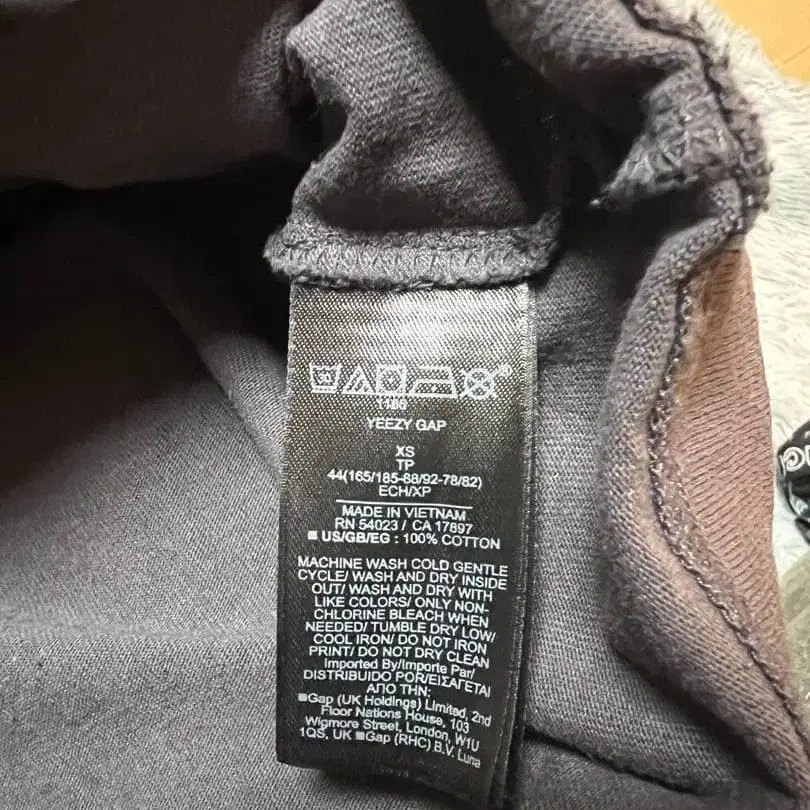 YEEZY GAP
XS
TP
44(165/185-88/92-78/82)
ECH/XP
MADE IN VIETNAM
RN 54023 / CA 17897
US/GB/EG : 100% COTTON
MACHINE WASH COLD GENTLE
CYCLE/ WASH AND DRY INSIDE
OUT/ WASH AND DRY WITH
LIKE COLORS/ ONLY NON-
CHLORINE BLEACH WHEN
NEEDED/ TUMBLE DRY LOW/
COOL IRON/ DO NOT IRON
PRINT/ DO NOT DRY CLEAN
Imported By/Importe Par/
DISTRIBUIDO POR/ΕΙΣΑΓΕΤΑΙ
ΑΠΟ ΤΗΝ:
Gap (UK Holdings) Limited, 2nd
Floor Nations House, 103
Wigmore Street, London, W1U
1QS, UK Gap (RHC) B.V. Luna